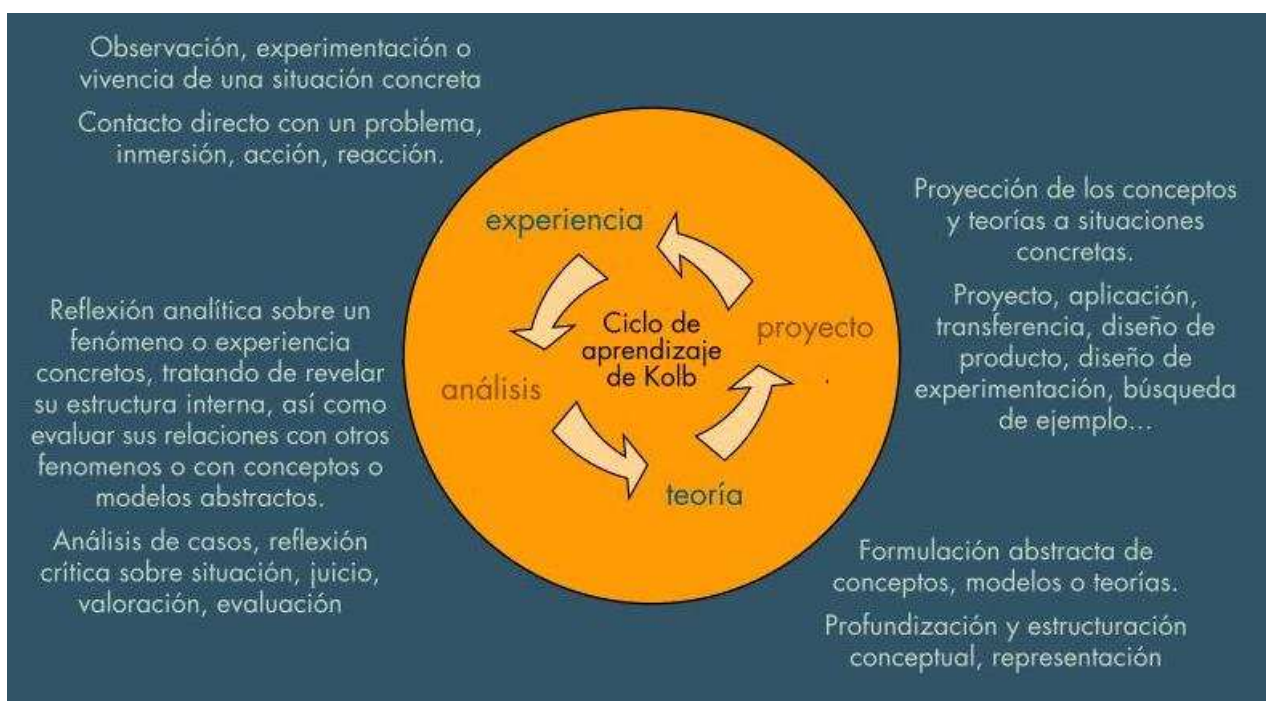 Observación, experimentación o
vivencia de una situación concreta
Contacto directo con un problema,
inmersión, acción, reacción.
experiencia
Proyección de los conceptos
y teorías a situaciones
concretas.
Proyecto, aplicación,
transferencia, diseño de
producto, diseño de
experimentación, búsqueda
de ejemplo...
proyecto
Ciclo de
aprendizaje
de Kolb
análisis
Reflexión analítica sobre un
fenómeno o experiencia
concretos, tratando de revelar
su estructura interna, así como
evaluar sus relaciones con otros
fenomenos o con conceptos o
modelos abstractos.
Análisis de casos, reflexión
crítica sobre situación, juicio,
valoración, evaluación
teoría
Formulación abstracta de
conceptos, modelos o teorías.
Profundización y estructuración
conceptual, representación